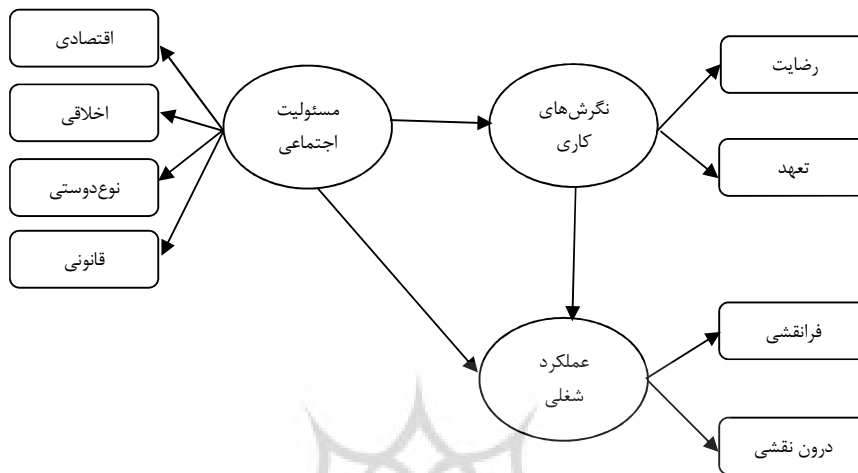 اقتصادی
اخلاقی
نوع‌دوستی
قانونی
مسئولیت
اجتماعی
نگرش‌های
کاری
رضایت
تعهد
عملکرد
شغلی
فرانقشی
درون نقشی